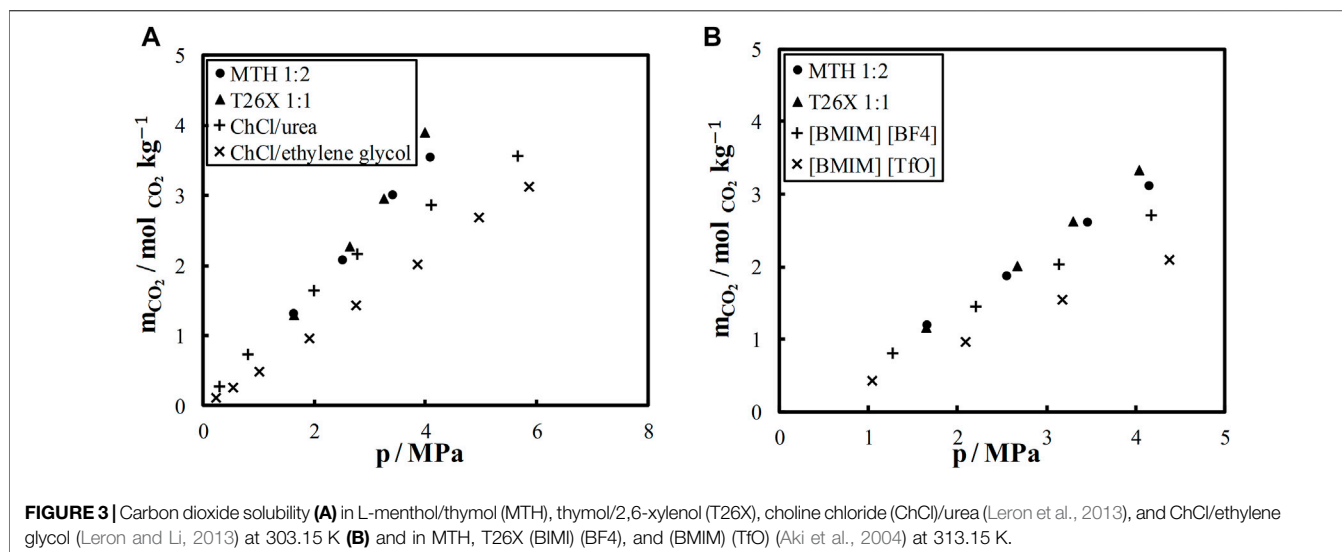 A
5
4
3
2
1
0
mCO₂ / mol CO₂ kg⁻¹
MTH 1:2
T26X 1:1
ChCl/urea
ChCl/ethylene glycol
0 2 4 6 8
p / MPa
B
5
4
3
2
1
0
mCO₂ / mol CO₂ kg⁻¹
MTH 1:2
T26X 1:1
[BMIM] [BF4]
[BMIM] [TfO]
0 1 2 3 4 5
p / MPa
FIGURE 3 | Carbon dioxide solubility (A) in L-menthol/thymol (MTH), thymol/2,6-xylenol (T26X), choline chloride (ChCl)/urea (Leron et al., 2013), and ChCl/ethylene
glycol (Leron and Li, 2013) at 303.15 K (B) and in MTH, T26X (BIMI) (BF4), and (BMIM) (TfO) (Aki et al., 2004) at 313.15 K.